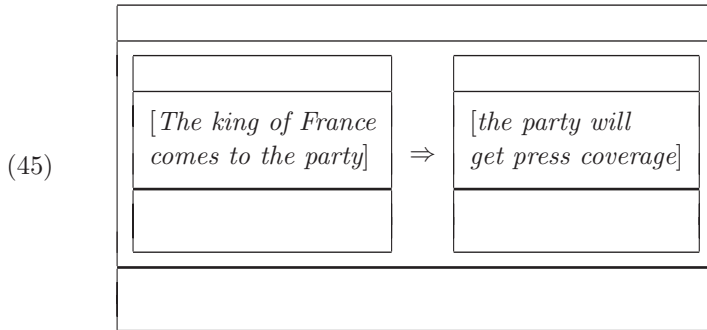 [The king of France
comes to the party]
(45)
⇒
[the party will
get press coverage]